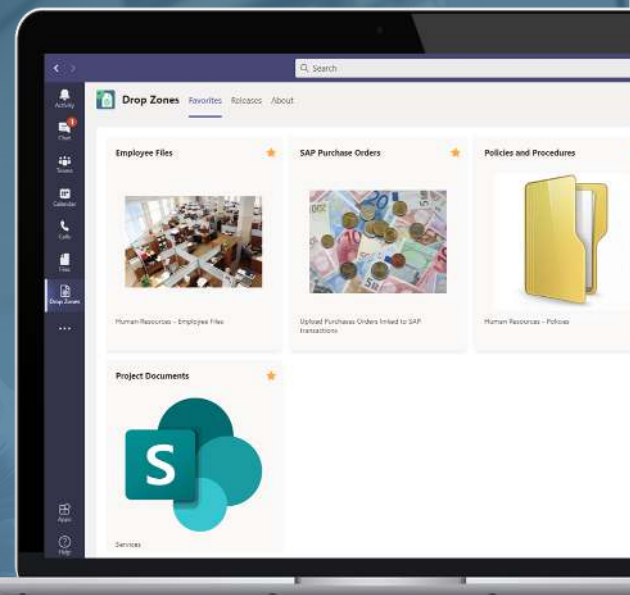 Search
Activity
1
Chat
Teams
Calendar
Calls
Files
Drop Zones
Apps
Help
Drop Zones Favorites Releases About
Employee Files
Human Resources - Employee Files
SAP Purchase Orders
Upload Purchases Orders linked to SAP
transactions
Policies and Procedures
Human Resources - Policies
Project Documents
S
Services